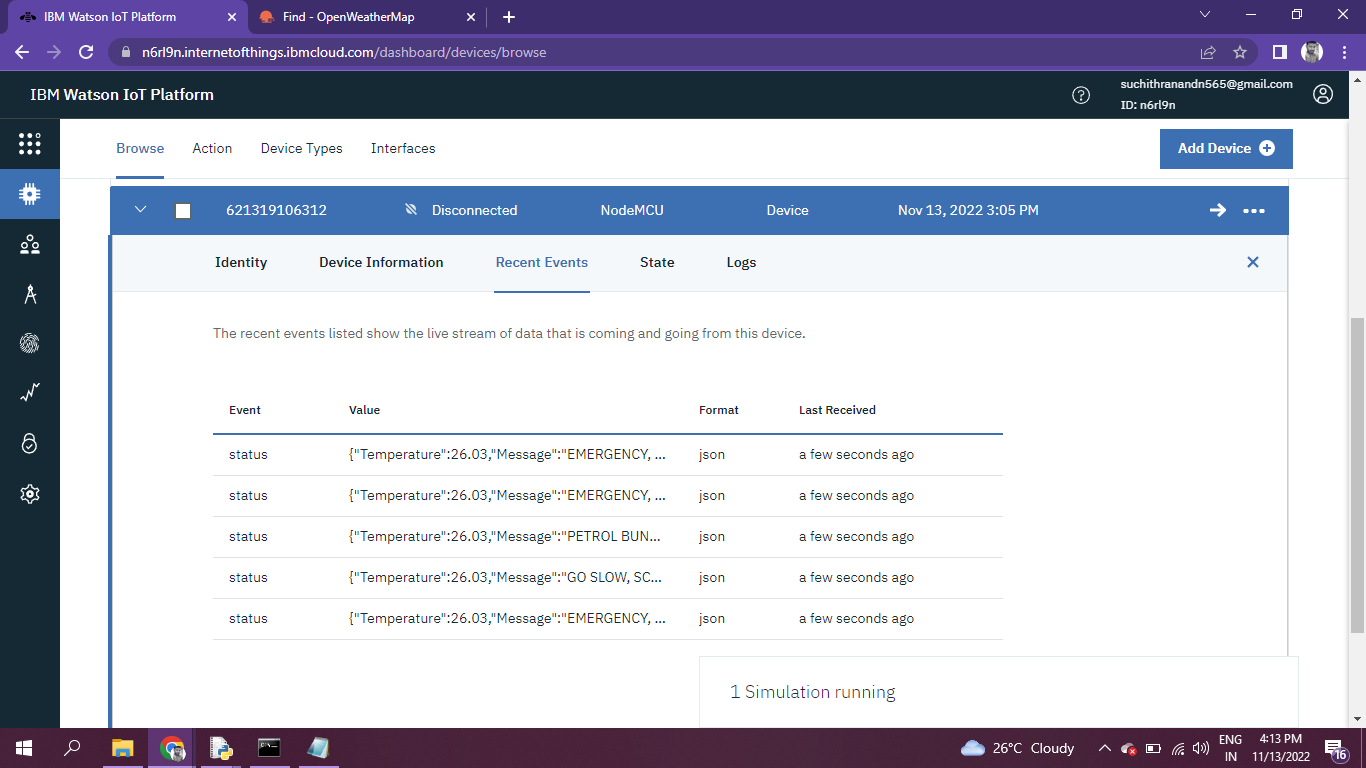 IBM Watson IoT Platform
Find - OpenWeatherMap
n6rl9n.internetofthings.ibmcloud.com/dashboard/devices/browse
IBM Watson IoT Platform
suchithranandn565@gmail.com
ID: n6rl9n
Browse Action Device Types Interfaces
Add Device
621319106312 Disconnected NodeMCU Device Nov 13, 2022 3:05 PM
Identity Device Information Recent Events State Logs
The recent events listed show the live stream of data that is coming and going from this device.
Event Value Format Last Received
status {"Temperature":26.03,"Message":"EMERGENCY, ... json a few seconds ago
status {"Temperature":26.03,"Message":"EMERGENCY, ... json a few seconds ago
status {"Temperature":26.03,"Message":"PETROL BUN... json a few seconds ago
status {"Temperature":26.03,"Message":"GO SLOW, SC... json a few seconds ago
status {"Temperature":26.03,"Message":"EMERGENCY, ... json a few seconds ago
1 Simulation running
26°C Cloudy
ENG
IN
4:13 PM
11/13/2022
16